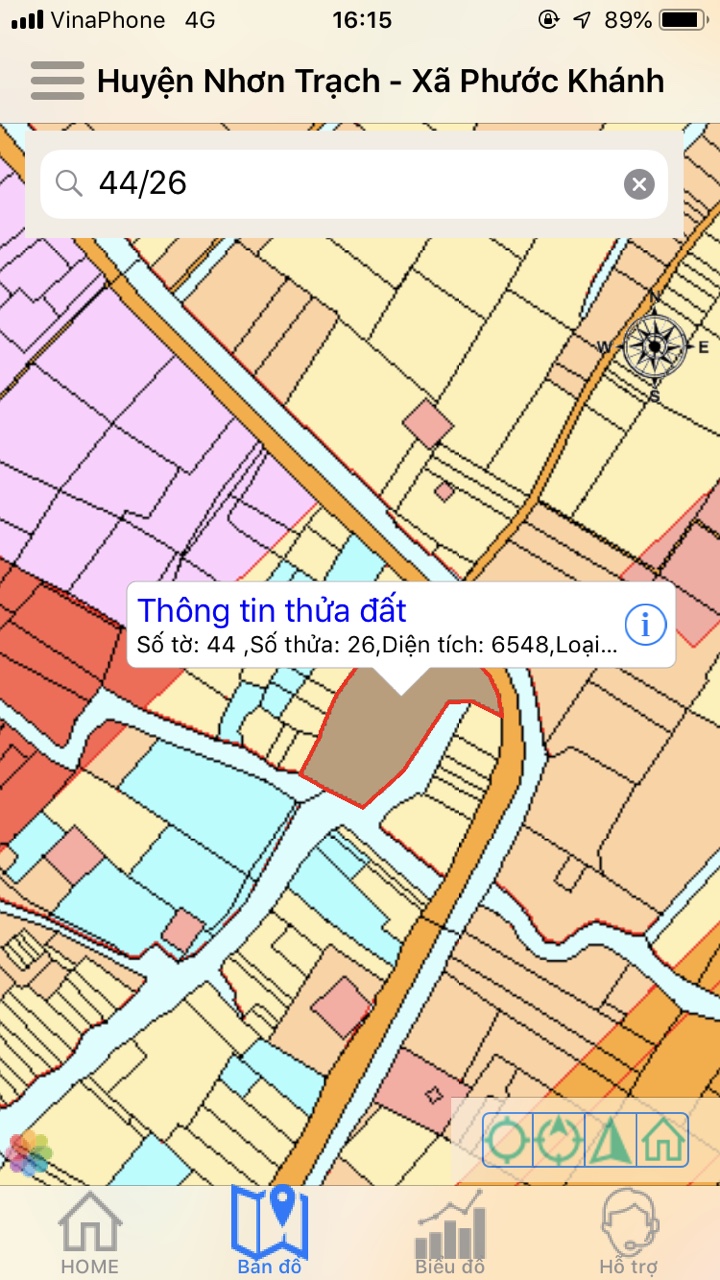 VinaPhone 4G 16:15 89%
Huyện Nhơn Trạch - Xã Phước Khánh
44/26
N
W E
S
Thông tin thửa đất
Số tờ: 44 ,Số thửa: 26,Diện tích: 6548,Loại...
i
HOME Bản đồ Biểu đồ Hỗ trợ